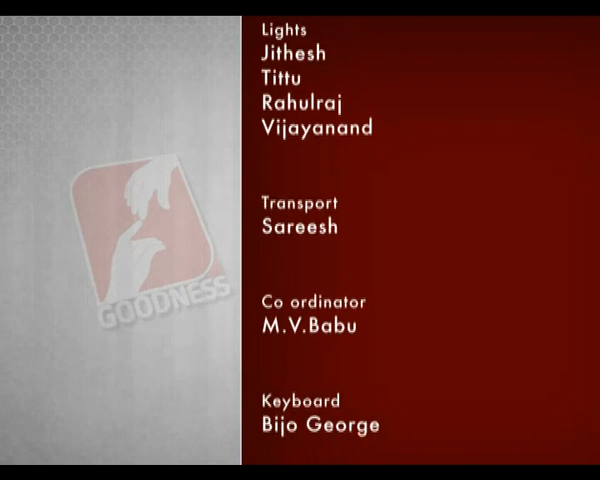 Lights
Jithesh
Tittu
Rahulraj
Vijayanand
Transport
Sareesh
Co ordinator
M.V.Babu
Keyboard
Bijo George
GOODNESS